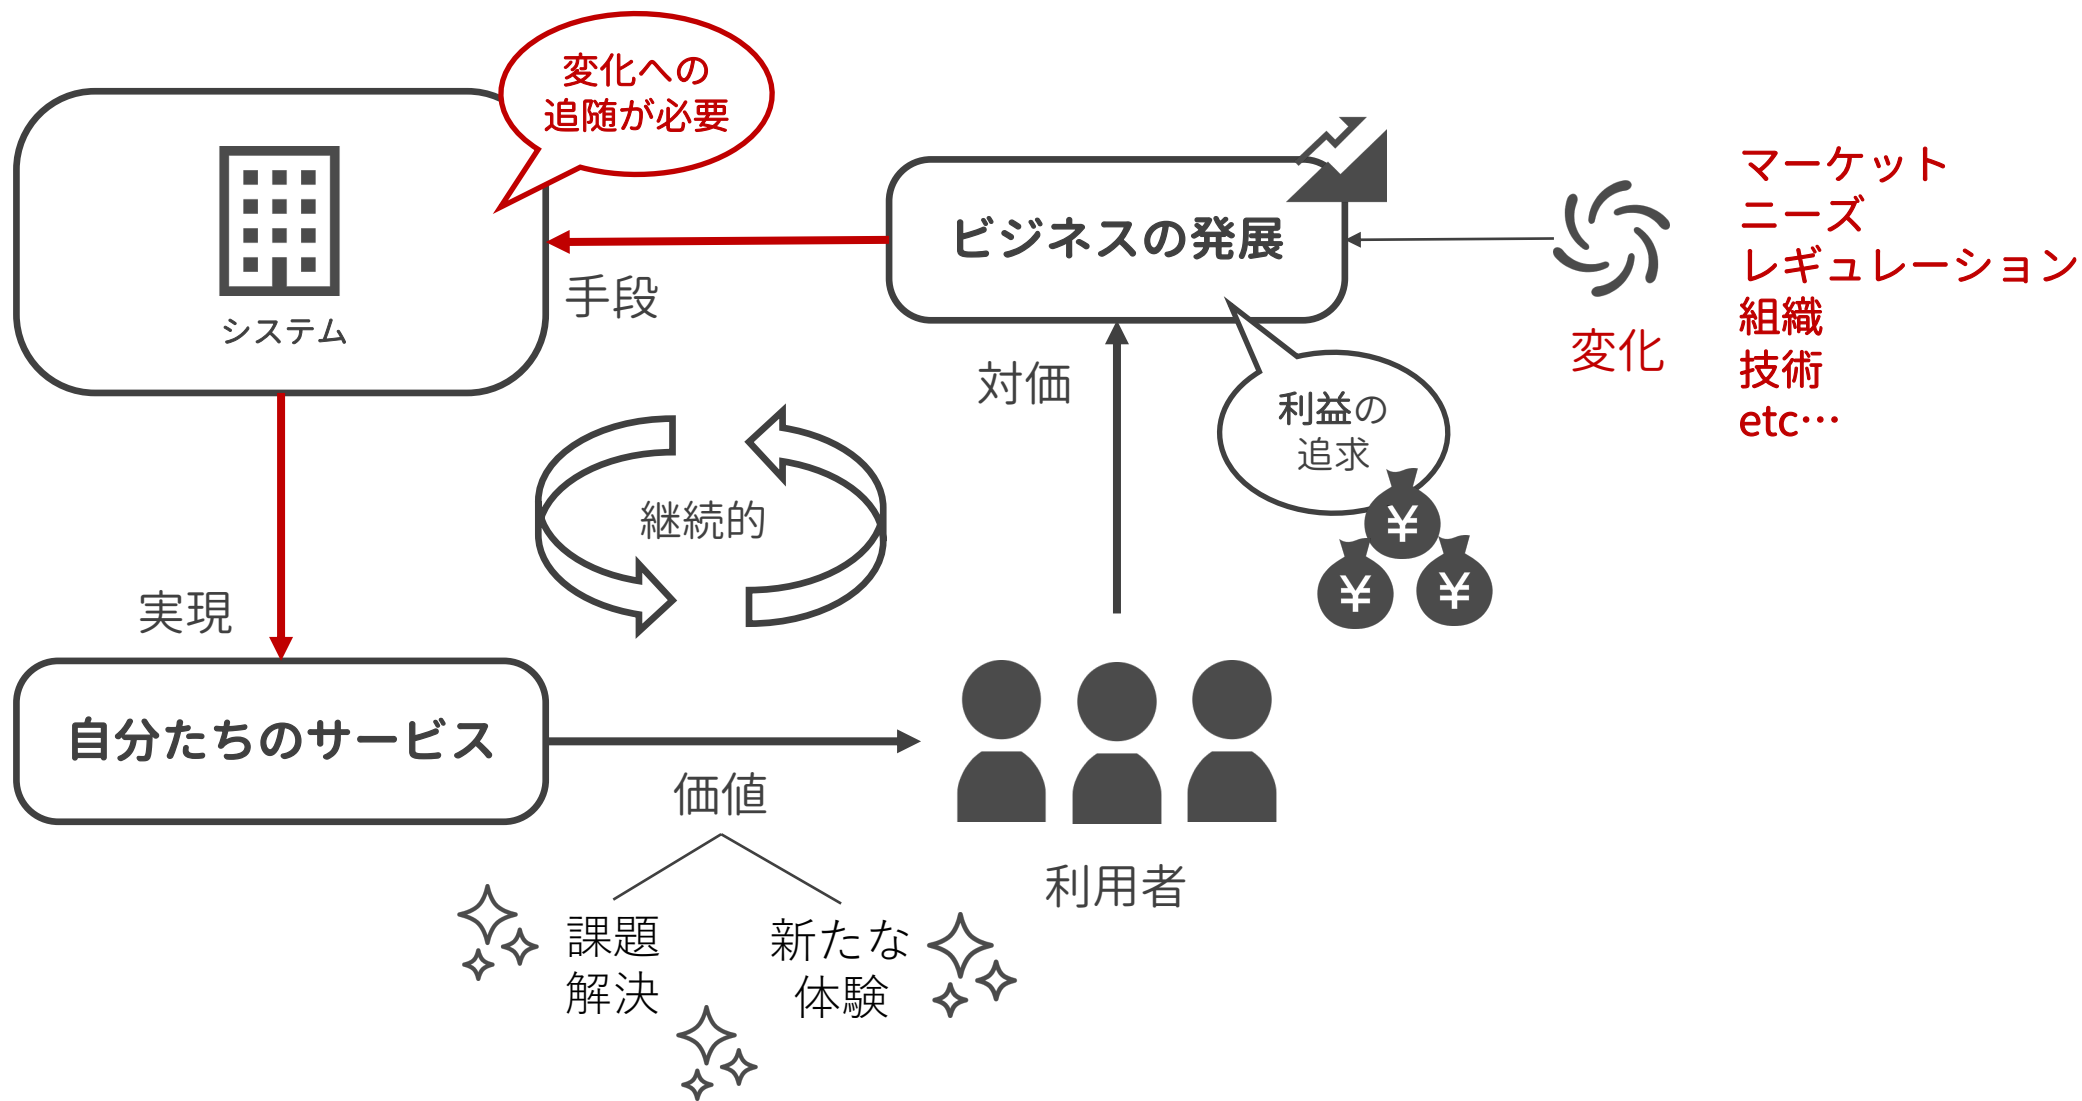 変化への
追随が必要
システム
手段
ビジネスの発展
変化
マーケット
ニーズ
レギュレーション
組織
技術
etc…
対価
利益の
追求
¥
¥
¥
継続的
実現
自分たちのサービス
価値
利用者
課題
解決
新たな
体験